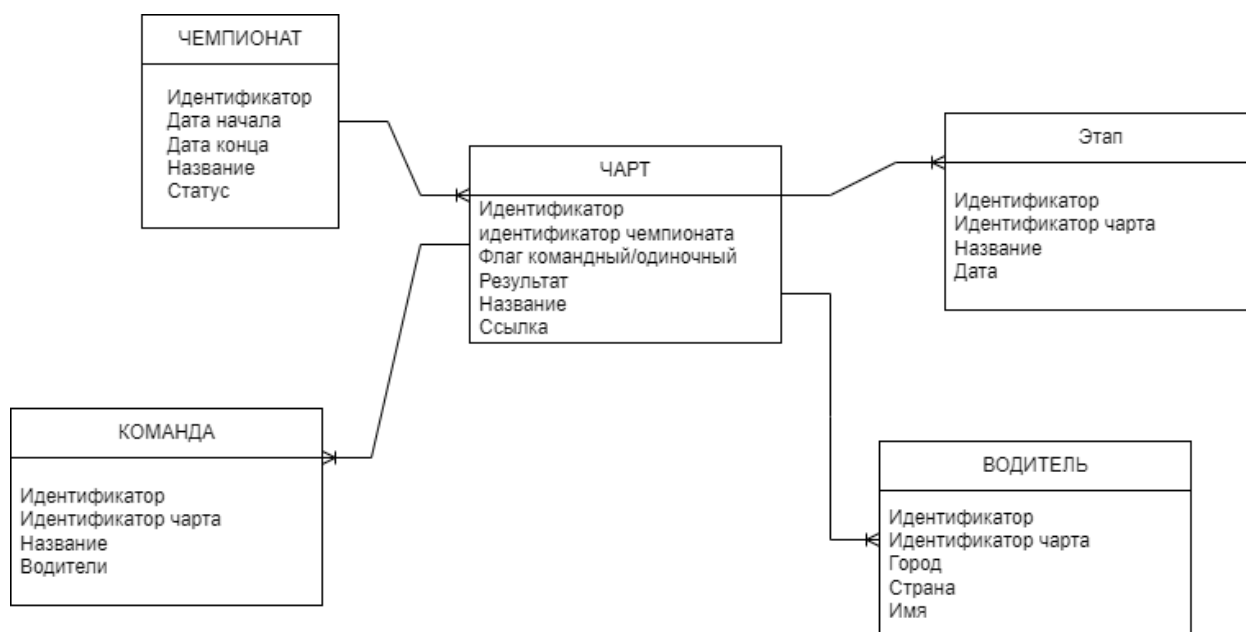 ЧЕМПИОНАТ
Идентификатор
Дата начала
Дата конца
Название
Статус
ЧАРТ
Идентификатор
идентификатор чемпионата
Флаг командный/одиночный
Результат
Название
Ссылка
Этап
Идентификатор
Идентификатор чарта
Название
Дата
КОМАНДА
Идентификатор
Идентификатор чарта
Название
Водители
ВОДИТЕЛЬ
Идентификатор
Идентификатор чарта
Город
Страна
Имя